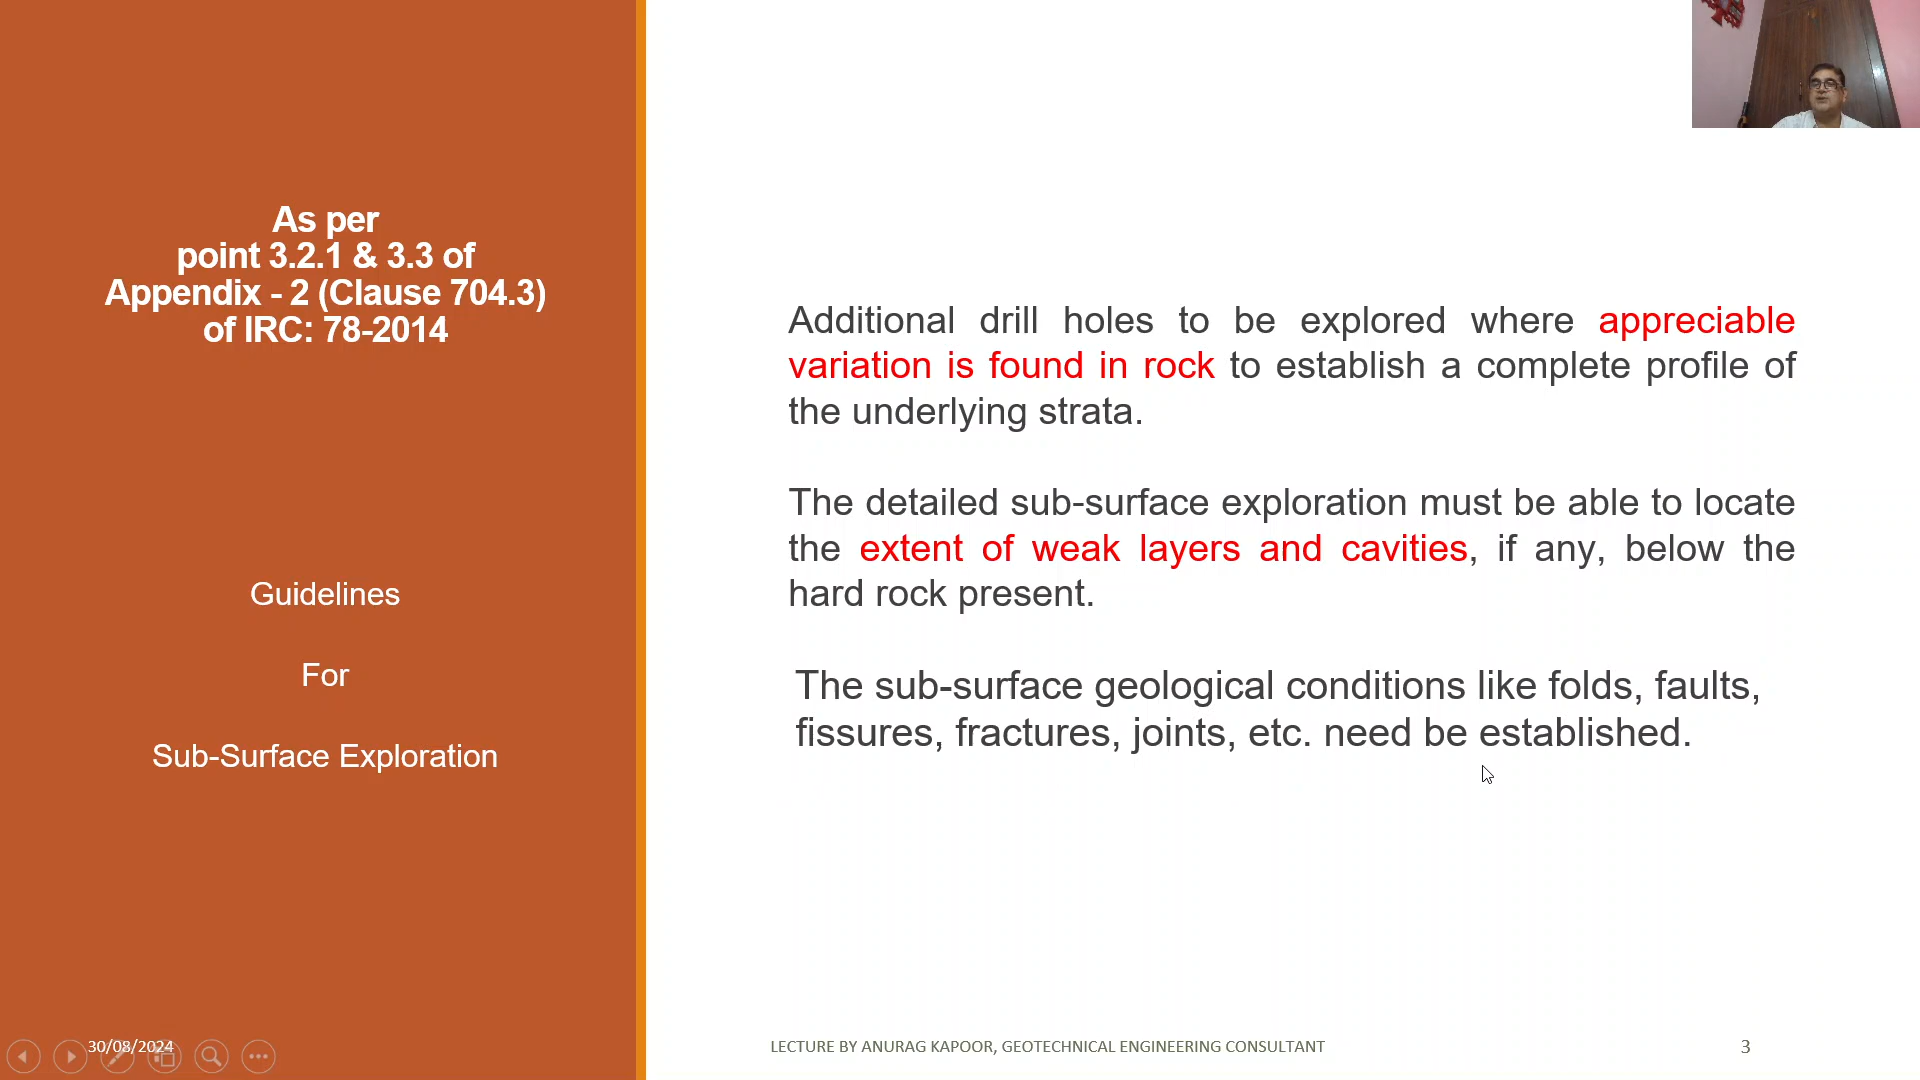 As per
point 3.2.1 & 3.3 of
Appendix - 2 (Clause 704.3)
of IRC: 78-2014
Guidelines
For
Sub-Surface Exploration
Additional drill holes to be explored where appreciable
variation is found in rock to establish a complete profile of
the underlying strata.
The detailed sub-surface exploration must be able to locate
the extent of weak layers and cavities, if any, below the
hard rock present.
The sub-surface geological conditions like folds, faults,
fissures, fractures, joints, etc. need be established.
30/08/2024
LECTURE BY ANURAG KAPOOR, GEOTECHNICAL ENGINEERING CONSULTANT
3